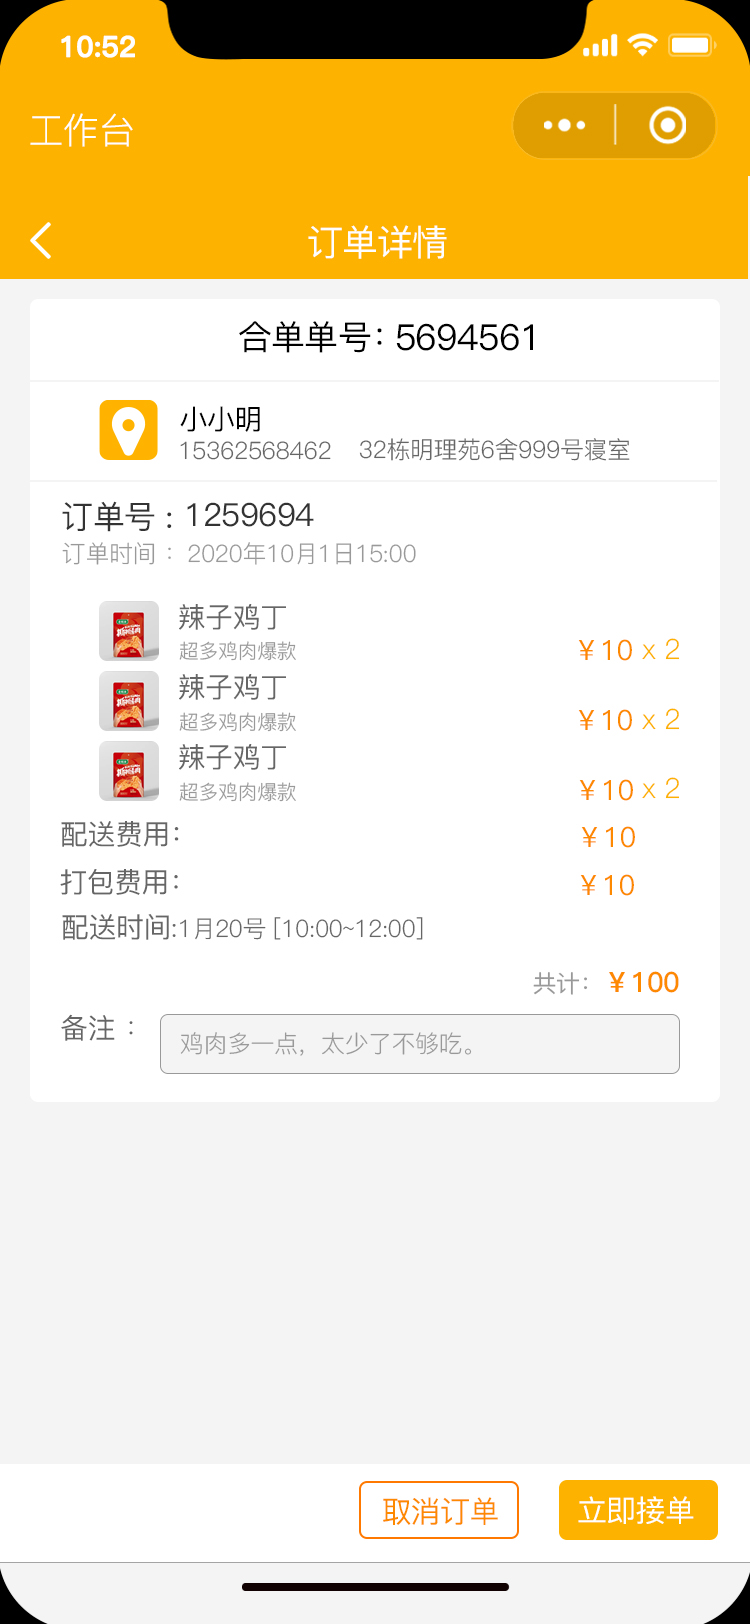 10:52
工作台
订单详情
合单单号: 5694561
小小明
15362568462 32栋明理苑6舍999号寝室
订单号 : 1259694
订单时间 : 2020年10月1日15:00
辣子鸡丁
超多鸡肉爆款
¥10 x 2
辣子鸡丁
超多鸡肉爆款
¥10 x 2
辣子鸡丁
超多鸡肉爆款
¥10 x 2
配送费用: ¥10
打包费用: ¥10
配送时间:1月20号 [10:00~12:00]
共计: ¥100
备注 : 鸡肉多一点，太少了不够吃。
取消订单 立即接单